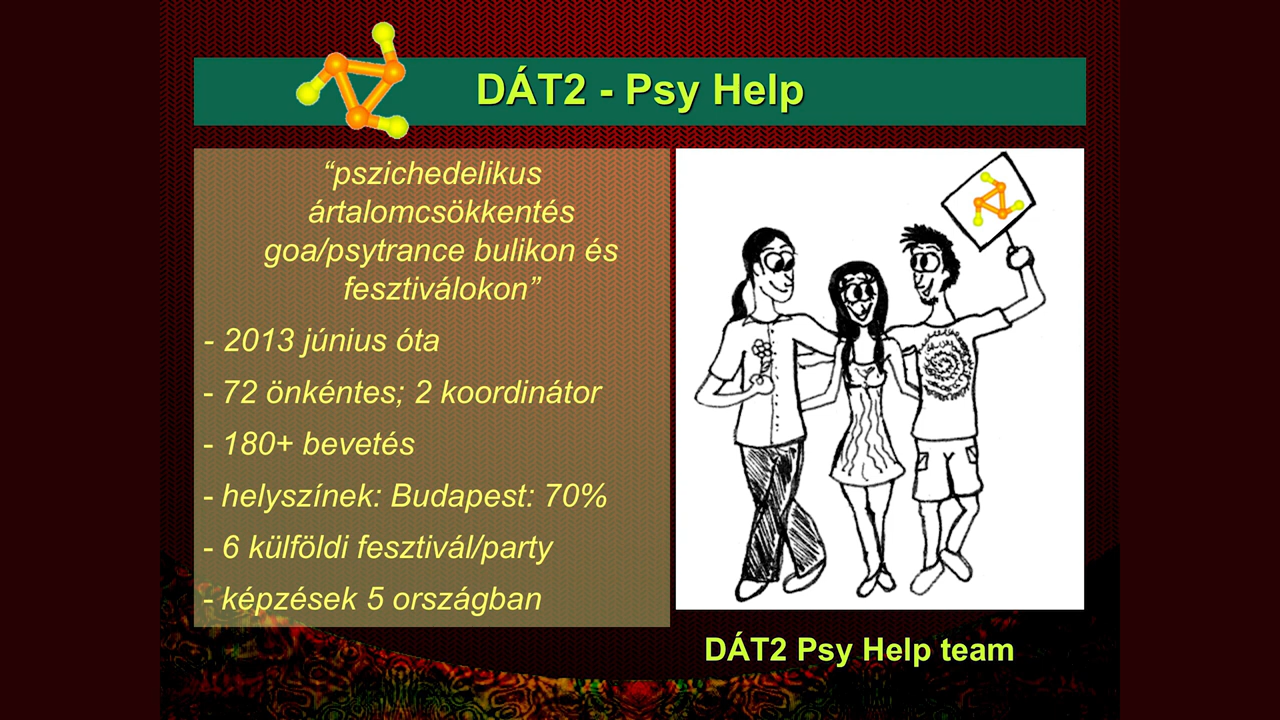 DÁT2 - Psy Help
“pszichedelikus
ártalomcsökkentés
goa/psytrance bulikon és
fesztiválokon”
- 2013 június óta
- 72 önkéntes; 2 koordinátor
- 180+ bevetés
- helyszínek: Budapest: 70%
- 6 külföldi fesztivál/party
- képzések 5 országban
DÁT2 Psy Help team